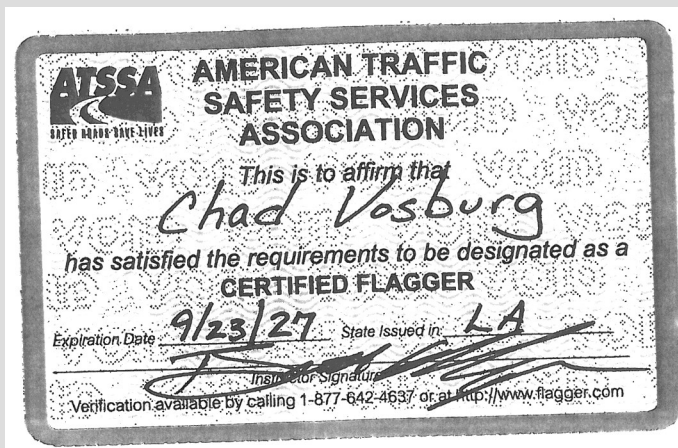 ATSSA
SAFER ROADS SAVE LIVES
AMERICAN TRAFFIC
SAFETY SERVICES
ASSOCIATION
This is to affirm that
Chad Vosburg
has satisfied the requirements to be designated as a
CERTIFIED FLAGGER
Expiration Date 9/23/27 State Issued in: LA
Instructor Signature
Verification available by calling 1-877-642-4637 or at http://www.flagger.com